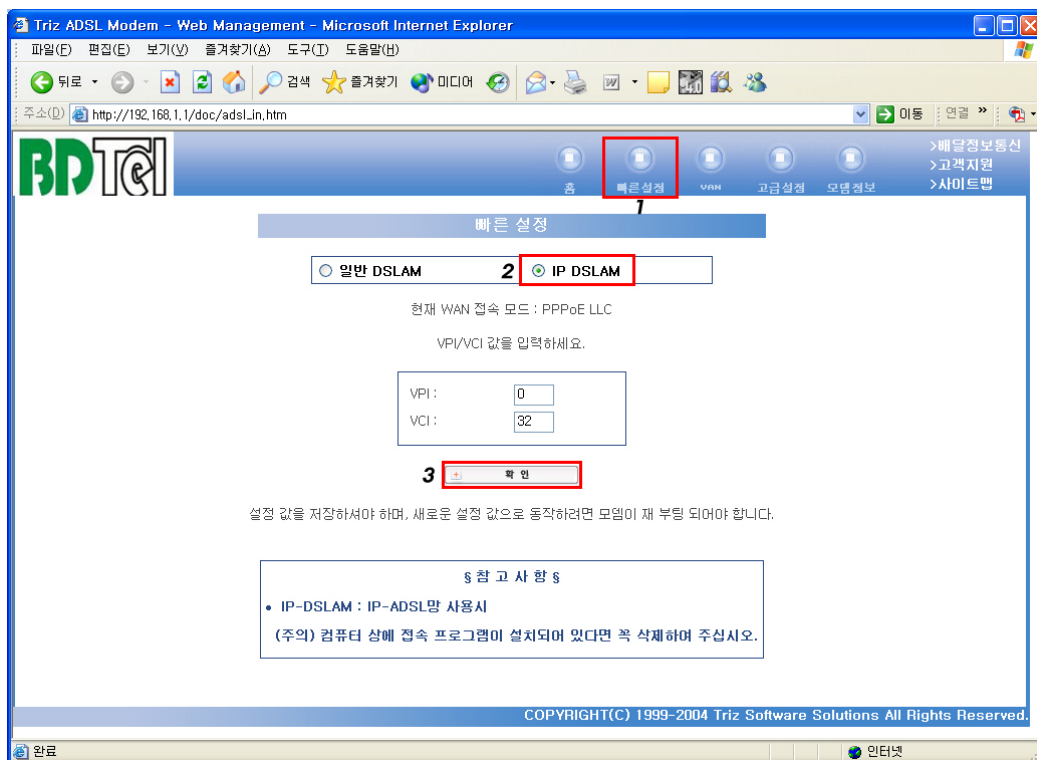 Triz ADSL Modem - Web Management - Microsoft Internet Explorer
파일(F) 편집(E) 보기(V) 즐겨찾기(A) 도구(T) 도움말(H)
뒤로 검색 즐겨찾기 미디어
주소(D) http://192.168.1.1/doc/adsl_in.htm 이동 연결 »
BDTel
홈 빠른설정 VAN 고급설정 모뎀정보
>배달정보통신
>고객지원
>사이트맵
1
빠른 설정
일반 DSLAM 2 IP DSLAM
현재 WAN 접속 모드 : PPPoE LLC
VPI/VCI 값을 입력하세요.
VPI : 0
VCI : 32
3 확 인
설정 값을 저장하셔야 하며, 새로운 설정 값으로 동작하려면 모뎀이 재 부팅 되어야 합니다.
§ 참 고 사 항 §
• IP-DSLAM : IP-ADSL망 사용시
(주의) 컴퓨터 상에 접속 프로그램이 설치되어 있다면 꼭 삭제하여 주십시오.
COPYRIGHT(C) 1999-2004 Triz Software Solutions All Rights Reserved.
완료 인터넷